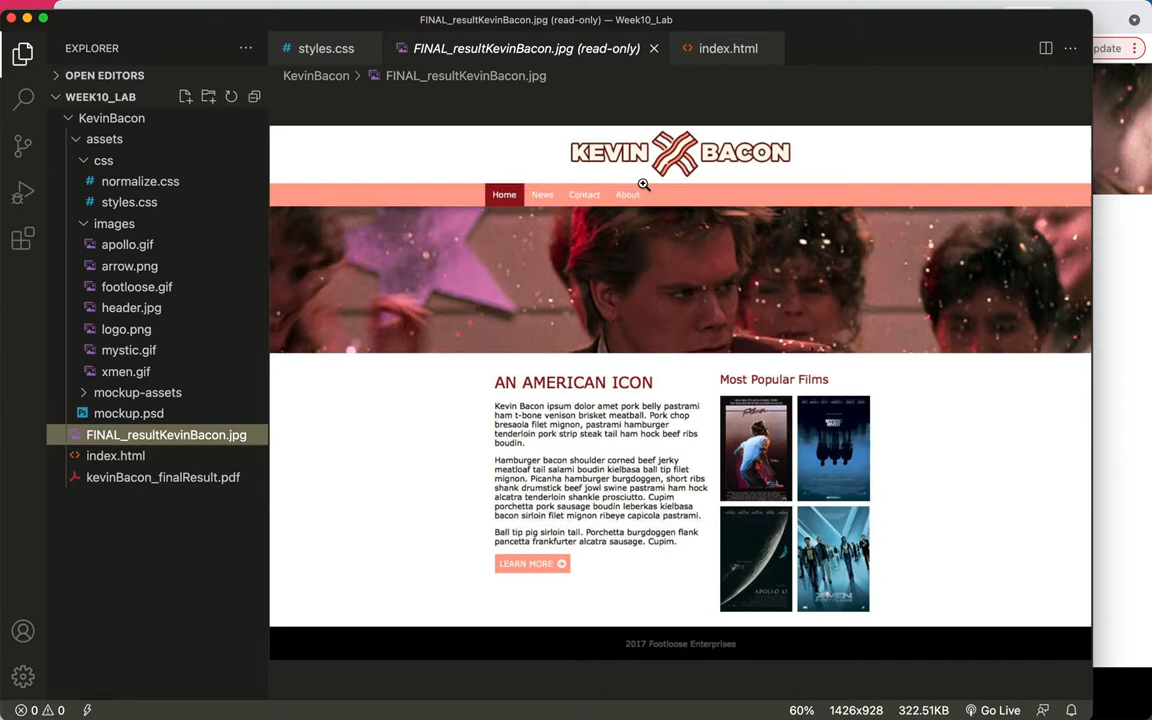 FINAL_resultKevinBacon.jpg (read-only) — Week10_Lab
EXPLORER
styles.css
FINAL_resultKevinBacon.jpg (read-only)
index.html
pdate
OPEN EDITORS
KevinBacon > FINAL_resultKevinBacon.jpg
WEEK10_LAB
KevinBacon
assets
css
normalize.css
styles.css
images
apollo.gif
arrow.png
footloose.gif
header.jpg
logo.png
mystic.gif
xmen.gif
mockup-assets
mockup.psd
FINAL_resultKevinBacon.jpg
index.html
kevinBacon_finalResult.pdf
KEVIN BACON
Home News Contact About
AN AMERICAN ICON
Kevin Bacon ipsum dolor amet pork belly pastrami
ham t-bone venison brisket meatball. Pork chop
bresaola filet mignon, pastrami hamburger
tenderloin pork strip steak tail ham hock beef ribs
boudin.
Hamburger bacon shoulder corned beef jerky
meatloaf tail salami boudin kielbasa ball tip filet
mignon. Picanha hamburger burgdoggen, short ribs
shank drumstick beef jowl swine pastrami ham hock
alcatra tenderloin shankle prosciutto. Cupim
porchetta pork sausage boudin leberkas kielbasa
bacon sirloin filet mignon ribeye capicola pastrami.
Ball tip pig sirloin tail. Porchetta burgdoggen flank
pancetta frankfurter alcatra sausage. Cupim.
LEARN MORE
Most Popular Films
APOLLO 13
2017 Footloose Enterprises
0 0
60% 1426x928 322.51KB Go Live